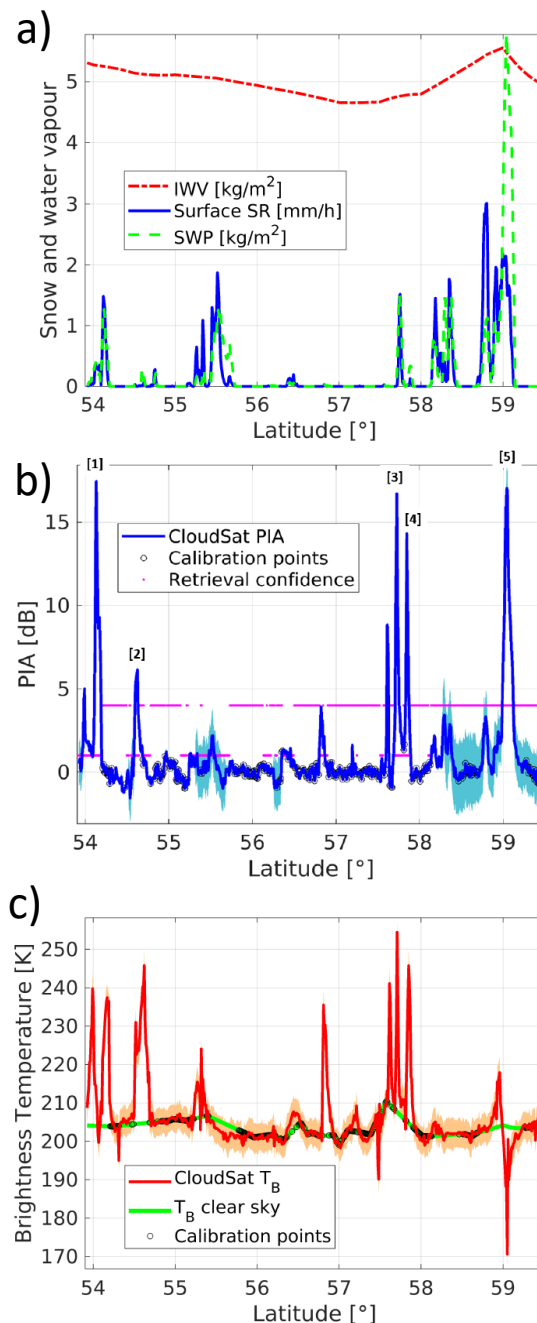 a)
Snow and water vapour
5
4
3
2
1
0
IWV [kg/m²]
Surface SR [mm/h]
SWP [kg/m²]
54 55 56 57 58 59
Latitude [°]
b)
PIA [dB]
15
10
5
0
[1]
[2]
[3]
[4]
[5]
CloudSat PIA
Calibration points
Retrieval confidence
54 55 56 57 58 59
Latitude [°]
c)
Brightness Temperature [K]
250
240
230
220
210
200
190
180
170
CloudSat T_B
T_B clear sky
Calibration points
54 55 56 57 58 59
Latitude [°]